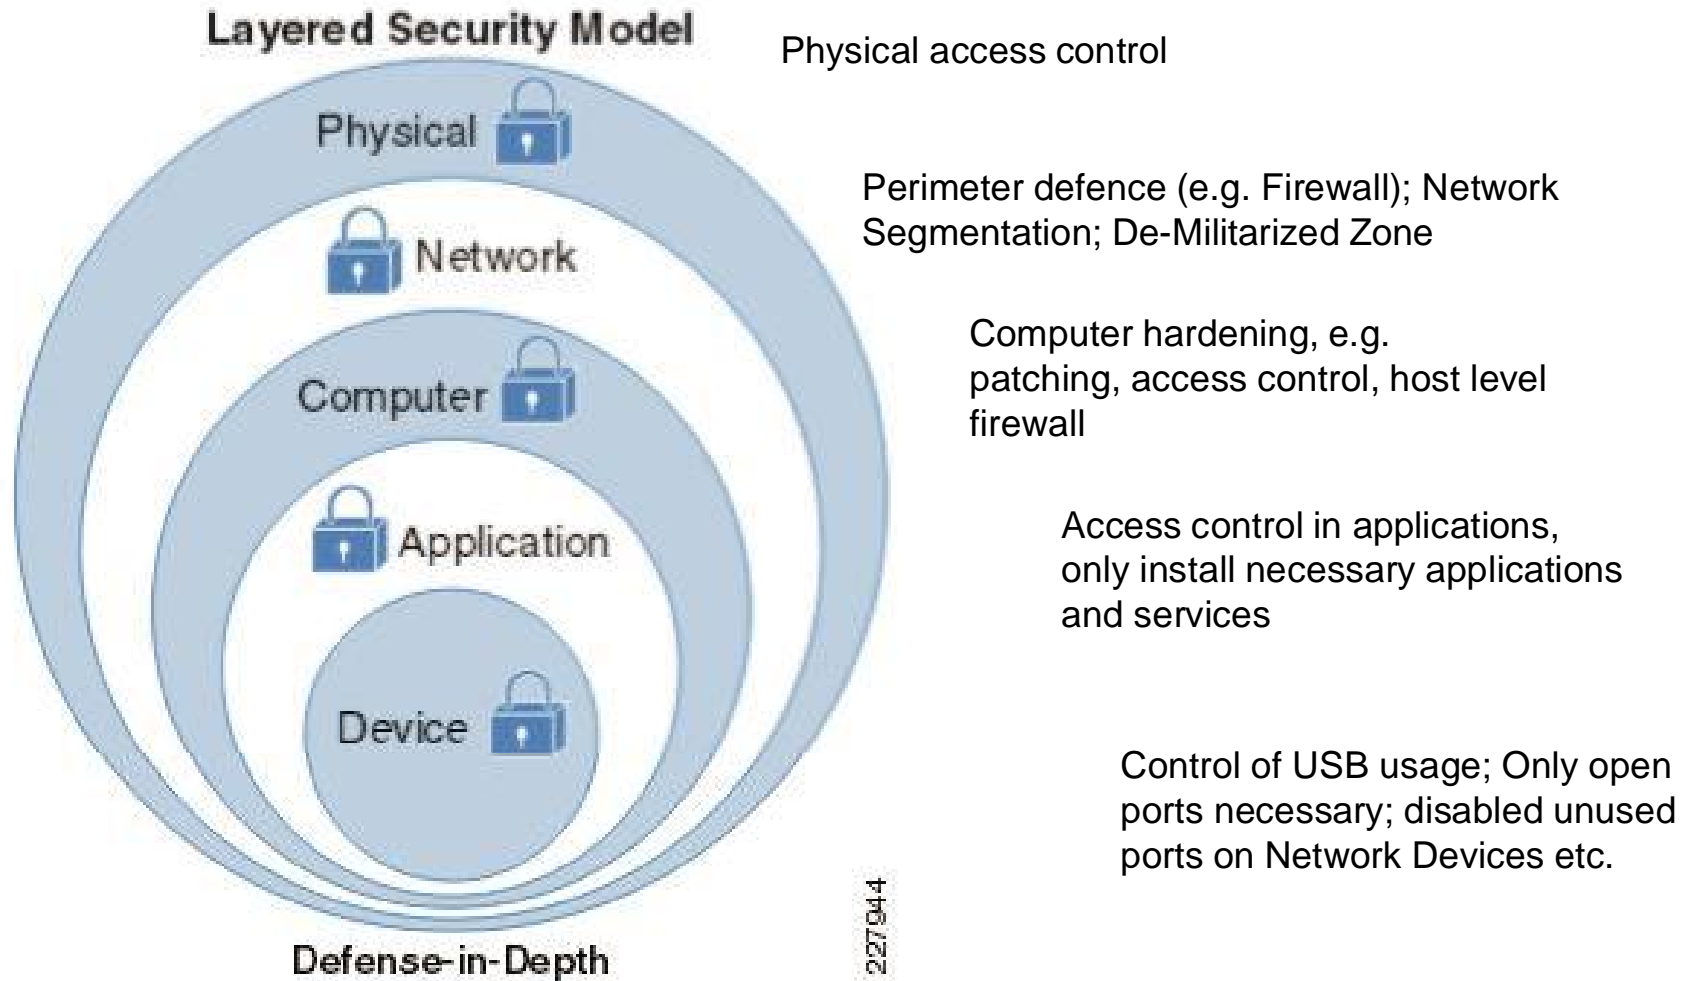 Layered Security Model
Physical access control
Physical
Perimeter defence (e.g. Firewall); Network
Segmentation; De-Militarized Zone
Network
Computer hardening, e.g.
patching, access control, host level
firewall
Computer
Access control in applications,
only install necessary applications
and services
Application
Device
Control of USB usage; Only open
ports necessary; disabled unused
ports on Network Devices etc.
227944
Defense-in-Depth